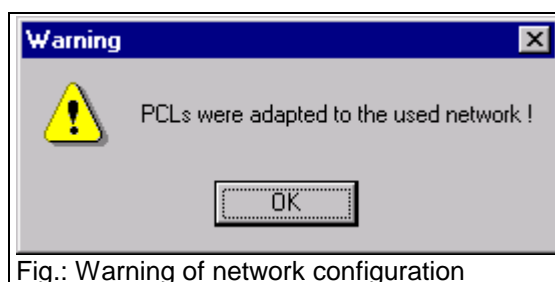 Warning
PCLs were adapted to the used network !
OK
Fig.: Warning of network configuration